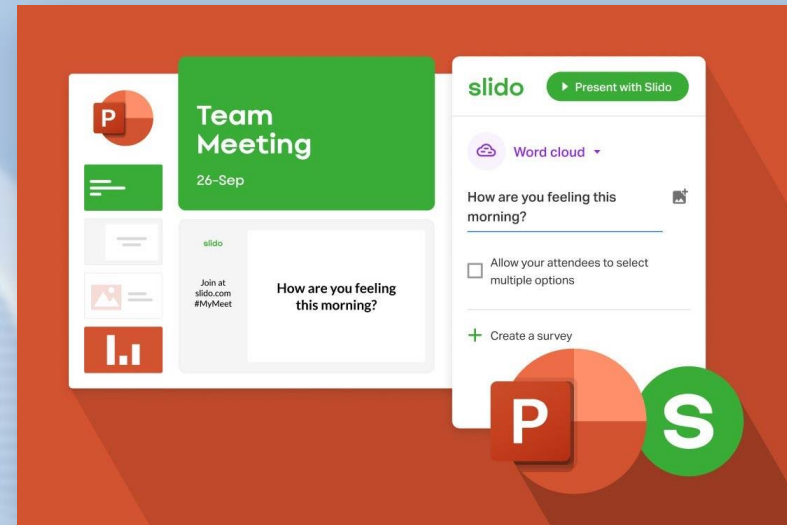 P
Team
Meeting
26-Sep
slido
Join at
slido.com
#MyMeet
How are you feeling
this morning?
slido
Present with Slido
Word cloud
How are you feeling this
morning?
Allow your attendees to select
multiple options
+ Create a survey
P
S